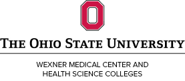 THE OHIO STATE UNIVERSITY
WEXNER MEDICAL CENTER AND
HEALTH SCIENCE COLLEGES